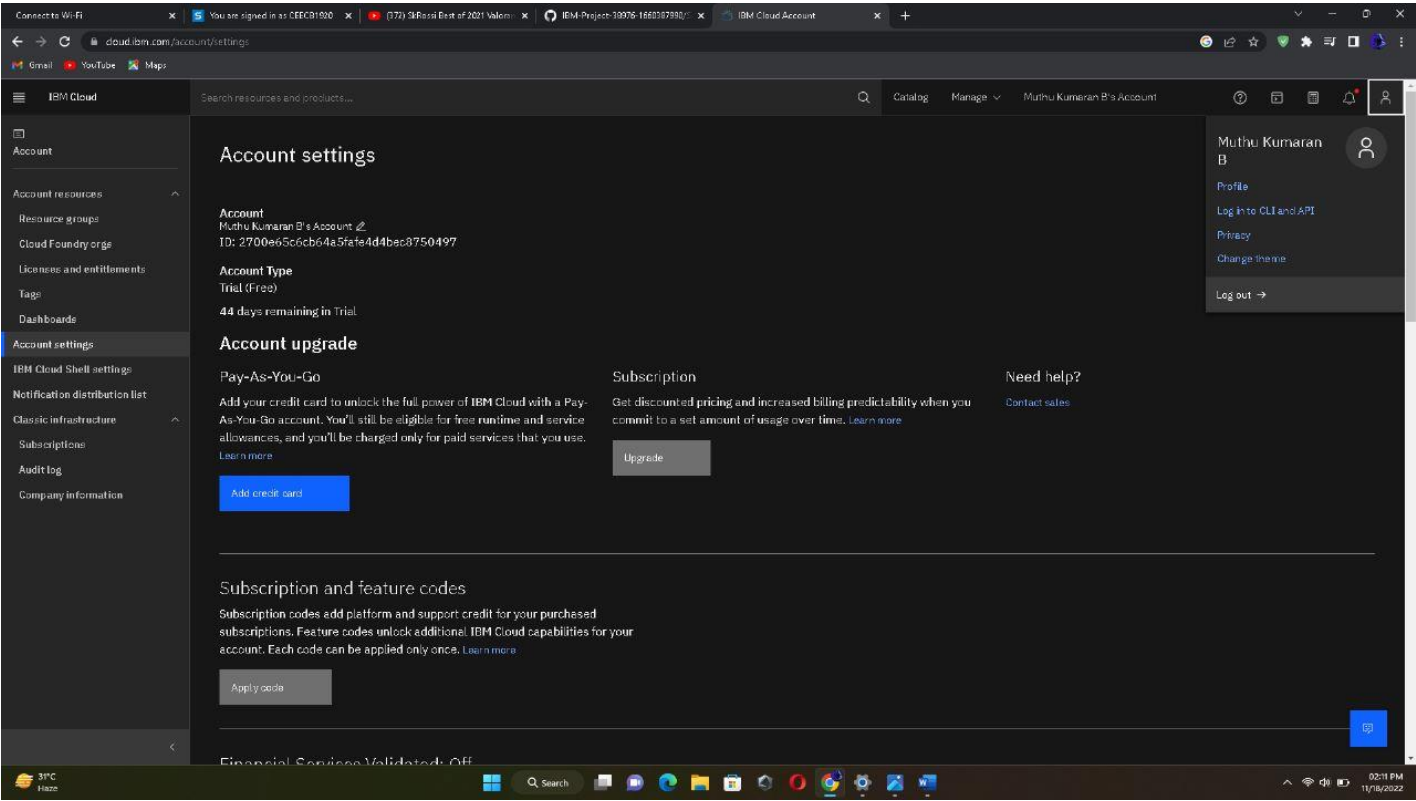 Connect to Wi-Fi
You are signed in as CEECB1920
(372) SkRossi Best of 2021 Valor
IBM-Project-38976-1660387990/
IBM Cloud Account
cloud.ibm.com/account/settings
Gmail
YouTube
Maps
IBM Cloud
Search resources and products...
Catalog
Manage
Muthu Kumaran B's Account
Account
Account resources
Resource groups
Cloud Foundry orgs
Licenses and entitlements
Tags
Dashboards
Account settings
IBM Cloud Shell settings
Notification distribution list
Classic infrastructure
Subscriptions
Audit log
Company information
Account settings
Account
Muthu Kumaran B's Account
ID: 2700e65c6cb64a5fafe4d4bec8750497
Account Type
Trial (Free)
44 days remaining in Trial
Account upgrade
Pay-As-You-Go
Add your credit card to unlock the full power of IBM Cloud with a Pay-
As-You-Go account. You'll still be eligible for free runtime and service
allowances, and you'll be charged only for paid services that you use.
Learn more
Add credit card
Subscription
Get discounted pricing and increased billing predictability when you
commit to a set amount of usage over time. Learn more
Upgrade
Need help?
Contact sales
Subscription and feature codes
Subscription codes add platform and support credit for your purchased
subscriptions. Feature codes unlock additional IBM Cloud capabilities for your
account. Each code can be applied only once. Learn more
Apply code
Financial Services Validated: Off
Muthu Kumaran
B
Profile
Log in to CLI and API
Privacy
Change theme
Log out →
31°C
Haze
Search
02:11 PM
11/18/2022